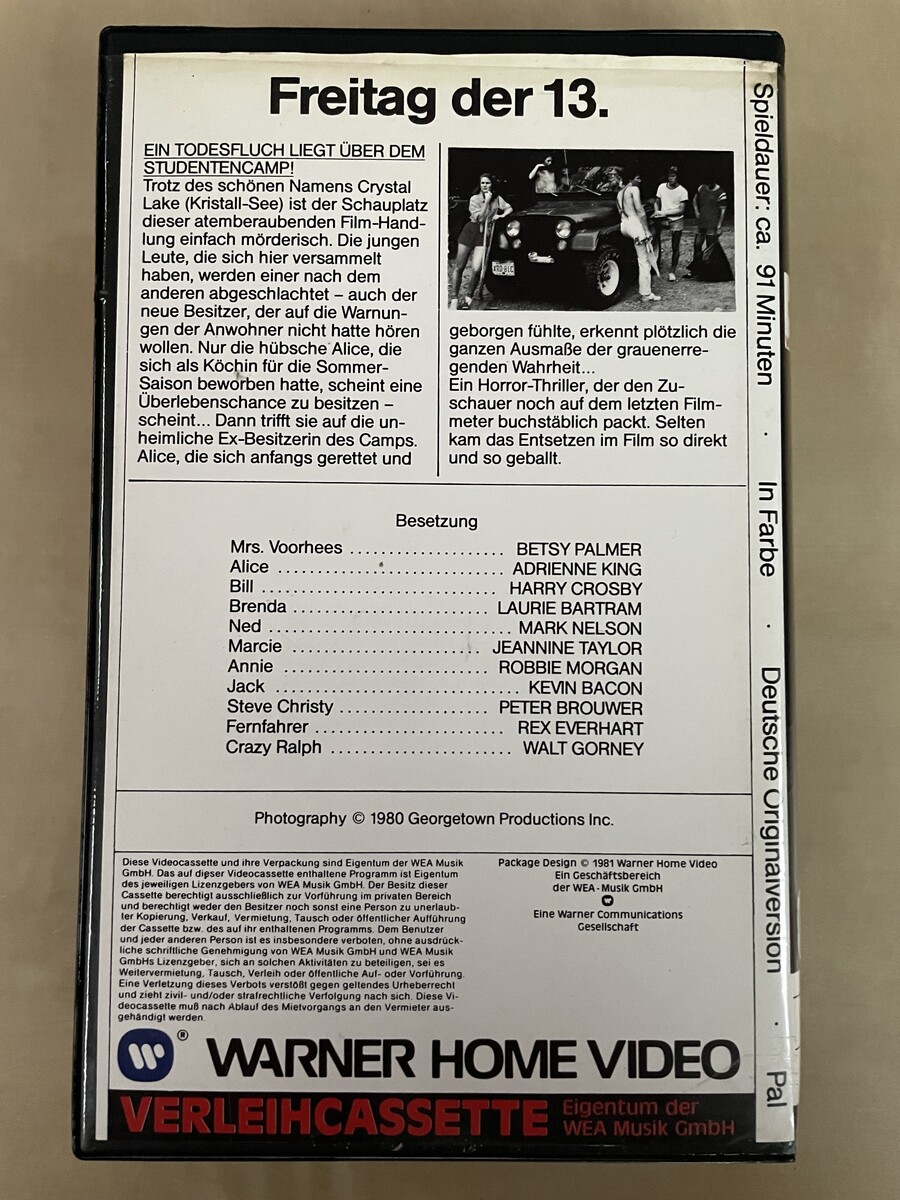 Freitag der 13.
EIN TODESFLUCH LIEGT ÜBER DEM
STUDENTENCAMP!
Trotz des schönen Namens Crystal
Lake (Kristall-See) ist der Schauplatz
dieser atemberaubenden Film-Hand-
lung einfach mörderisch. Die jungen
Leute, die sich hier versammelt
haben, werden einer nach dem
anderen abgeschlachtet – auch der
neue Besitzer, der auf die Warnun-
gen der Anwohner nicht hatte hören
wollen. Nur die hübsche Alice, die
sich als Köchin für die Sommer-
Saison beworben hatte, scheint eine
Überlebenschance zu besitzen –
scheint... Dann trifft sie auf die un-
heimliche Ex-Besitzerin des Camps.
Alice, die sich anfangs gerettet und
geborgen fühlte, erkennt plötzlich die
ganzen Ausmaße der grauenerre-
genden Wahrheit...
Ein Horror-Thriller, der den Zu-
schauer noch auf dem letzten Film-
meter buchstäblich packt. Selten
kam das Entsetzen im Film so direkt
und so geballt.
Besetzung
Mrs. Voorhees ................... BETSY PALMER
Alice ............................ ADRIENNE KING
Bill ............................. HARRY CROSBY
Brenda ........................ LAURIE BARTRAM
Ned .............................. MARK NELSON
Marcie ............. JEANNINE TAYLOR
Annie ......................... ROBBIE MORGAN
Jack .............................. KEVIN BACON
Steve Christy .................. PETER BROUWER
Fernfahrer ....................... REX EVERHART
Crazy Ralph ...................... WALT GORNEY
Photography © 1980 Georgetown Productions Inc.
Diese Videocassette und ihre Verpackung sind Eigentum der WEA Musik
GmbH. Das auf dieser Videocassette enthaltene Programm ist Eigentum
des jeweiligen Lizenzgebers von WEA Musik GmbH. Der Besitz dieser
Cassette berechtigt ausschließlich zur Vorführung im privaten Bereich
und berechtigt weder den Besitzer noch sonst eine Person zu unerlaub-
ter Kopierung, Verkauf, Vermietung, Tausch oder öffentlicher Aufführung
der Cassette bzw. des auf ihr enthaltenen Programms. Dem Benutzer
und jeder anderen Person ist es insbesondere verboten, ohne ausdrück-
liche schriftliche Genehmigung von WEA Musik GmbH und WEA Musik
GmbHs Lizenzgeber, sich an solchen Aktivitäten zu beteiligen, sei es
Weitervermietung, Tausch, Verleih oder öffentliche Auf- oder Vorführung.
Eine Verletzung dieses Verbots verstößt gegen geltendes Urheberrecht
und zieht zivil- und/oder strafrechtliche Verfolgung nach sich. Diese Vi-
deocassette muß nach Ablauf des Mietvorgangs an den Vermieter aus-
gehändigt werden.
Package Design © 1981 Warner Home Video
Ein Geschäftsbereich
der WEA-Musik GmbH
Eine Warner Communications
Gesellschaft
® WARNER HOME VIDEO
VERLEIHCASSETTE
Eigentum der
WEA Musik GmbH
Spieldauer: ca. 91 Minuten · In Farbe · Deutsche Originalversion · Pal